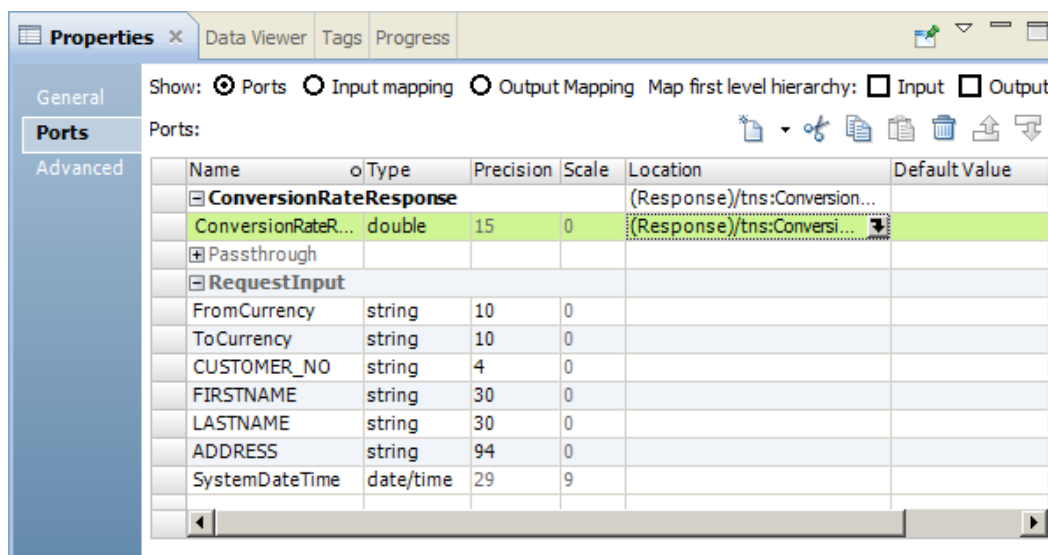 Properties Data Viewer Tags Progress
General
Ports
Advanced
Show: Ports Input mapping Output Mapping Map first level hierarchy: Input Output
Ports:
Name Type Precision Scale Location Default Value
ConversionRateResponse (Response)/tns:Conversion...
ConversionRateR... double 15 0 (Response)/tns:Conversi...
Passthrough
RequestInput
FromCurrency string 10 0
ToCurrency string 10 0
CUSTOMER_NO string 4 0
FIRSTNAME string 30 0
LASTNAME string 30 0
ADDRESS string 94 0
SystemDateTime date/time 29 9